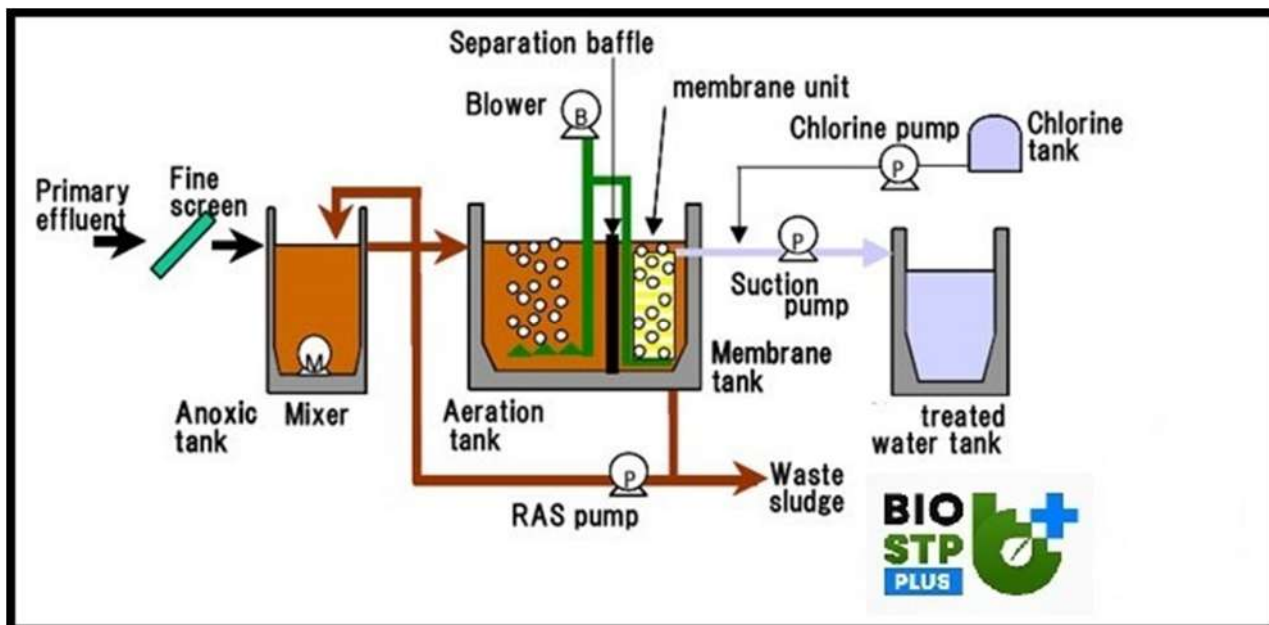 Separation baffle
Blower
B
membrane unit
Chlorine pump
P
Chlorine
tank
Primary
effluent
Fine
screen
P
Suction
pump
M
Membrane
tank
Anoxic
tank
Mixer
Aeration
tank
treated
water tank
P
RAS pump
Waste
sludge
BIO
STP
PLUS